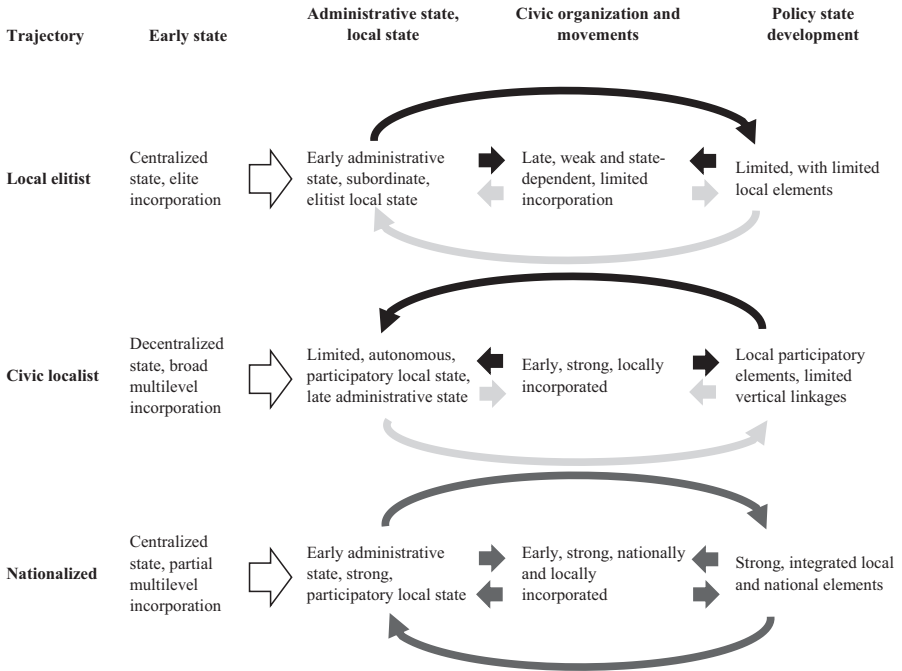 Trajectory
Early state
Administrative state,
local state
Civic organization and
movements
Policy state
development
Local elitist
Centralized
state, elite
incorporation
Early administrative
state, subordinate,
elitist local state
Late, weak and state-
dependent, limited
incorporation
Limited, with limited
local elements
Civic localist
Decentralized
state, broad
multilevel
incorporation
Limited, autonomous,
participatory local state,
late administrative state
Early, strong, locally
incorporated
Local participatory
elements, limited
vertical linkages
Nationalized
Centralized
state, partial
multilevel
incorporation
Early administrative
state, strong,
participatory local state
Early, strong, nationally
and locally
incorporated
Strong, integrated local
and national elements